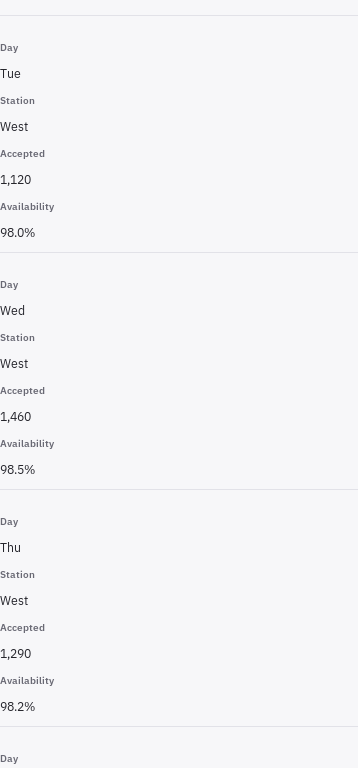 Day
Tue
Station
West
Accepted
1,120
Availability
98.0%
Day
Wed
Station
West
Accepted
1,460
Availability
98.5%
Day
Thu
Station
West
Accepted
1,290
Availability
98.2%
Day